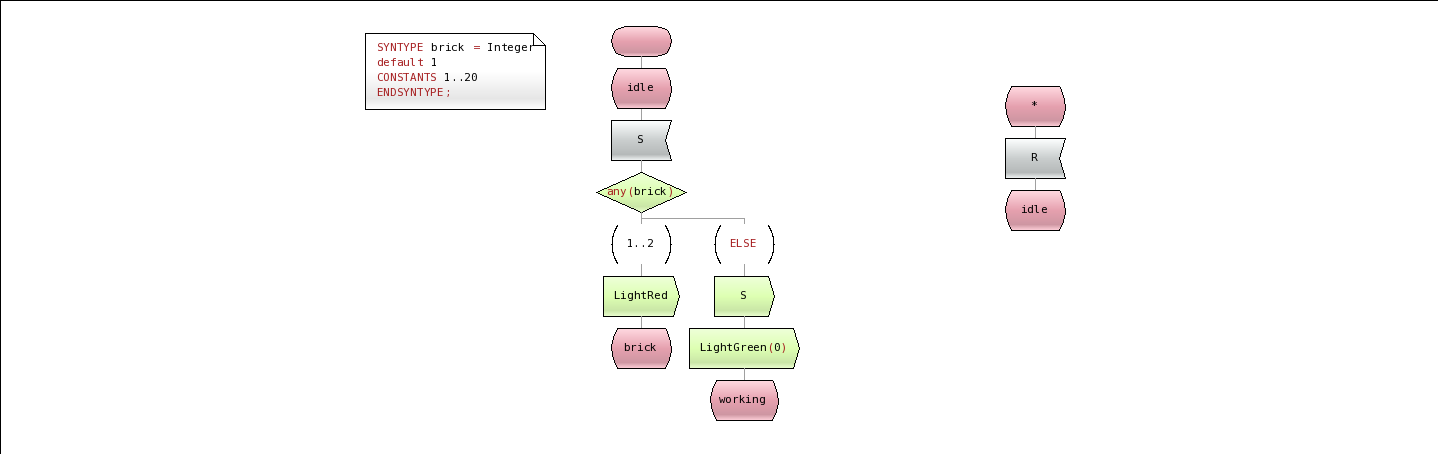 SYNTYPE brick = Integer
default 1
CONSTANTS 1..20
ENDSYNTYPE;
idle
S
any(brick)
1..2
ELSE
LightRed
S
brick
LightGreen(0)
working
*
R
idle